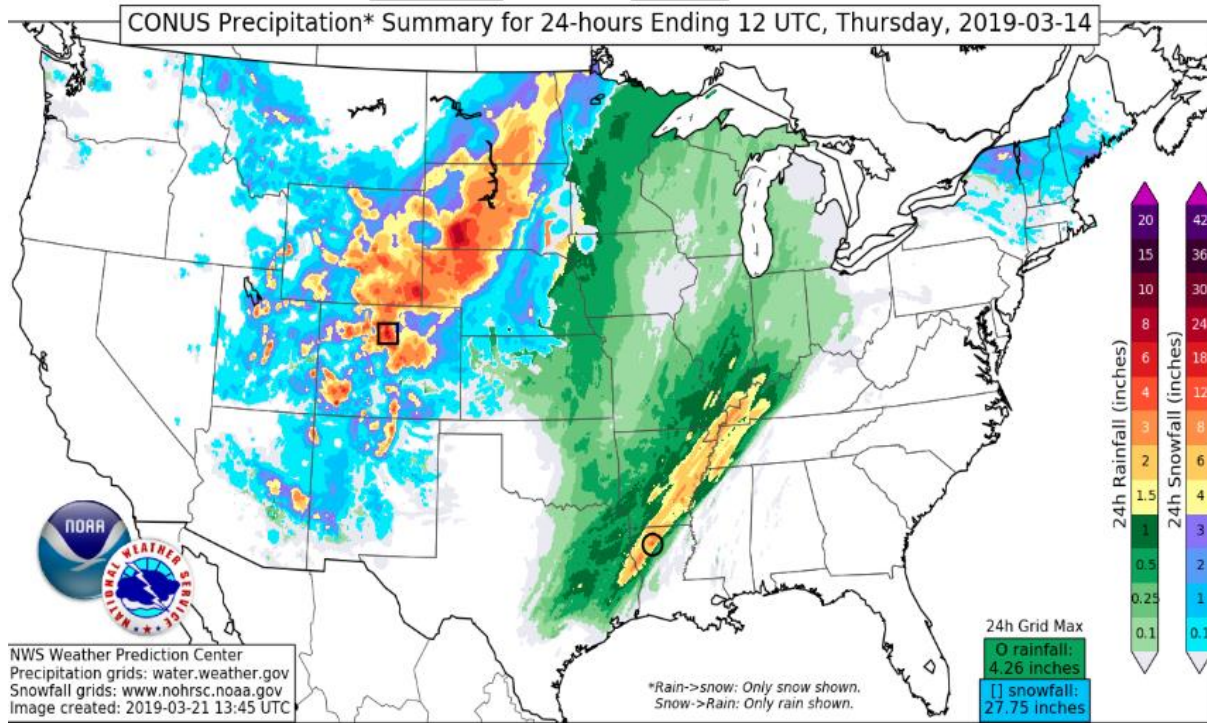 CONUS Precipitation* Summary for 24-hours Ending 12 UTC, Thursday, 2019-03-14
24h Rainfall (inches)
20
15
10
8
6
4
3
2
1.5
1
0.5
0.25
0.1
24h Snowfall (inches)
42
36
30
24
18
12
8
6
4
3
2
1
0.1
NOAA
NATIONAL WEATHER SERVICE
NWS Weather Prediction Center
Precipitation grids: water.weather.gov
Snowfall grids: www.nohrsc.noaa.gov
Image created: 2019-03-21 13:45 UTC
*Rain->snow: Only snow shown.
Snow->Rain: Only rain shown.
24h Grid Max
O rainfall:
4.26 inches
[] snowfall:
27.75 inches